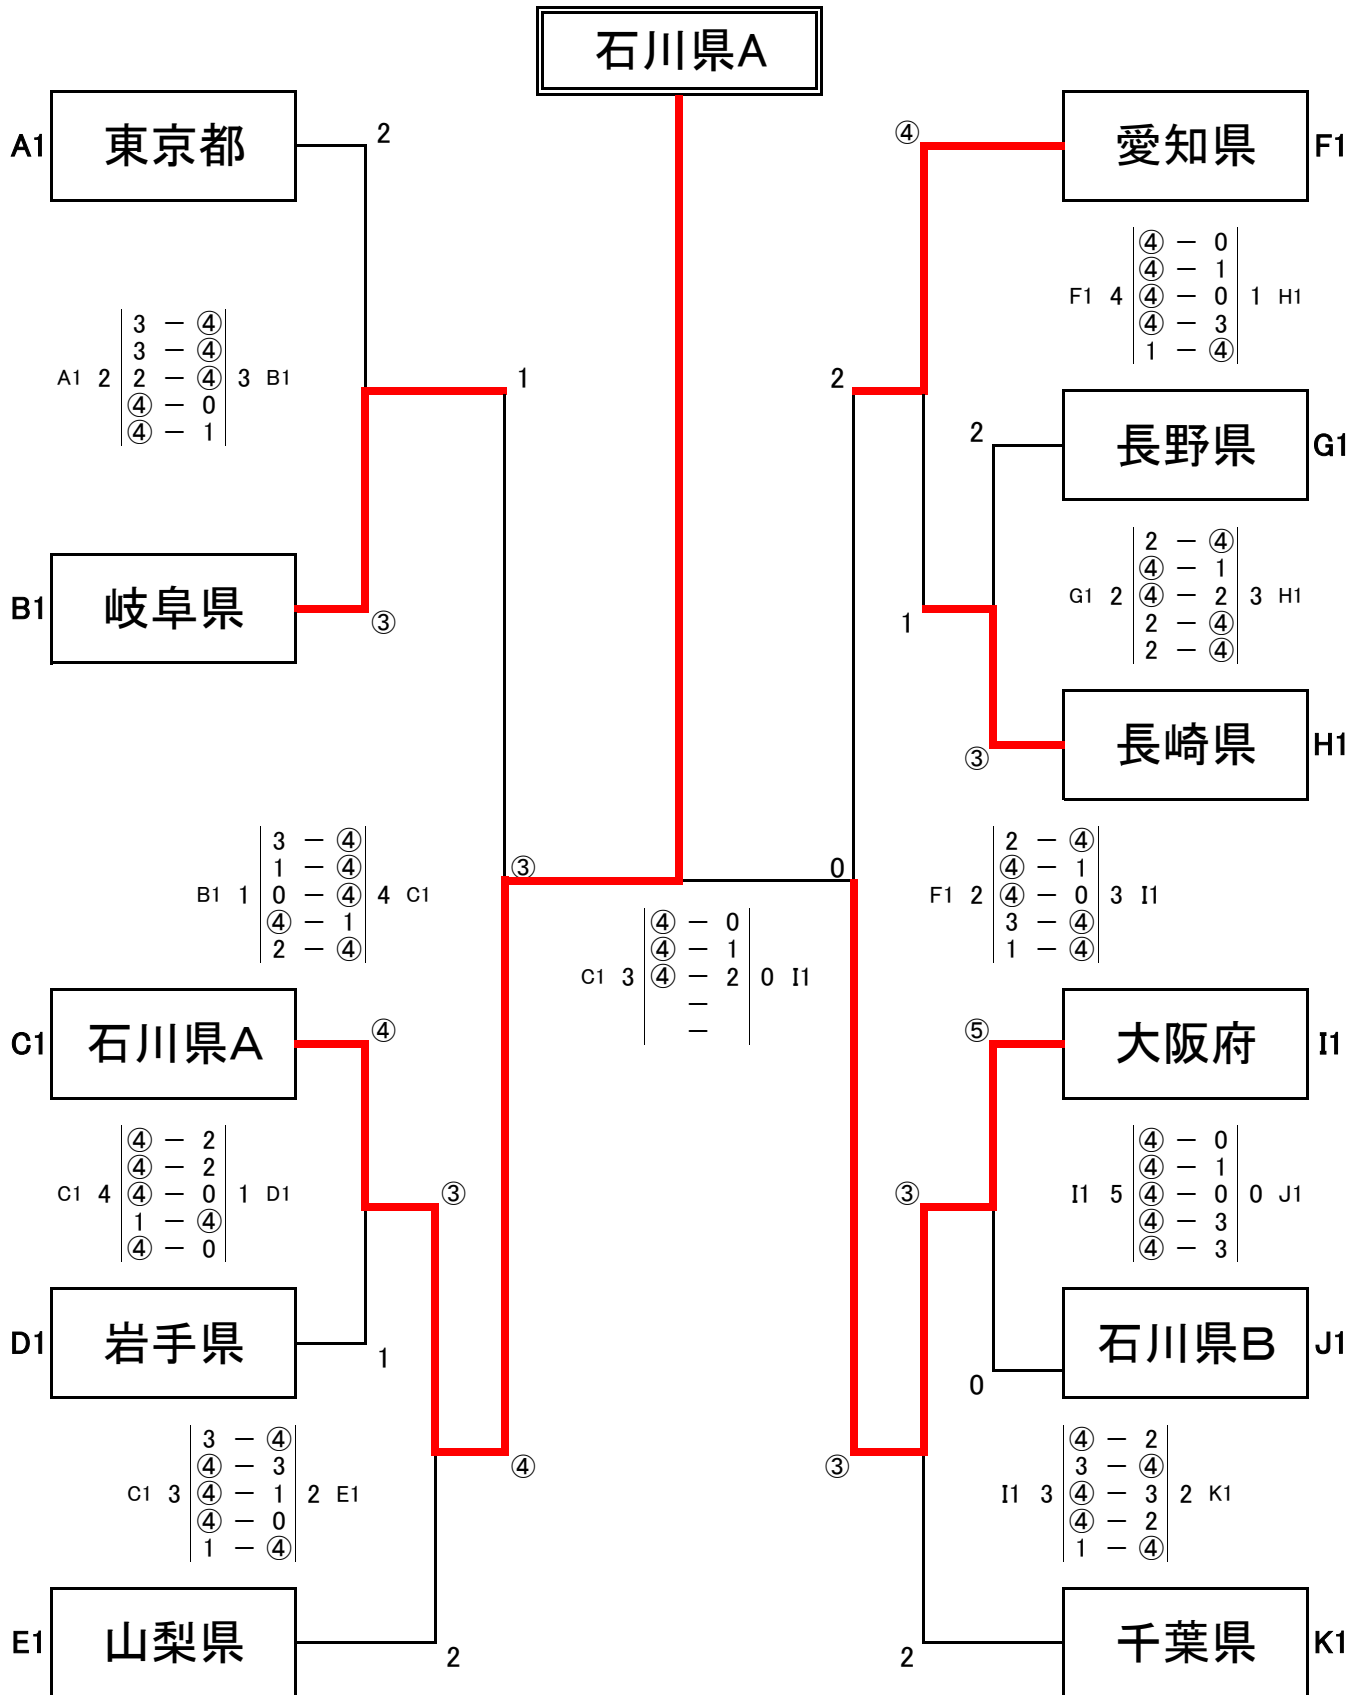 石川県A
A1 東京都 2
④ 愛知県 F1
④ － 0
④ － 1
F1 4 ④ － 0 1 H1
④ － 3
1 － ④
3 － ④
3 － ④
A1 2 2 － ④ 3 B1
④ － 0
④ － 1
1
2
2 長野県 G1
2 － ④
④ － 1
G1 2 ④ － 2 3 H1
2 － ④
2 － ④
B1 岐阜県 ③
1
③ 長崎県 H1
3 － ④
1 － ④
B1 1 0 － ④ 4 C1
④ － 1
2 － ④
③
0
2 － ④
④ － 1
F1 2 ④ － 0 3 I1
3 － ④
1 － ④
④ － 0
④ － 1
C1 3 ④ － 2 0 I1
－
－
C1 石川県A ④
⑤ 大阪府 I1
④ － 2
④ － 2
C1 4 ④ － 0 1 D1
1 － ④
④ － 0
③
③
④ － 0
④ － 1
I1 5 ④ － 0 0 J1
④ － 3
④ － 3
D1 岩手県 1
0 石川県B J1
3 － ④
④ － 3
C1 3 ④ － 1 2 E1
④ － 0
1 － ④
④
③
④ － 2
3 － ④
I1 3 ④ － 3 2 K1
④ － 2
1 － ④
E1 山梨県 2
2 千葉県 K1